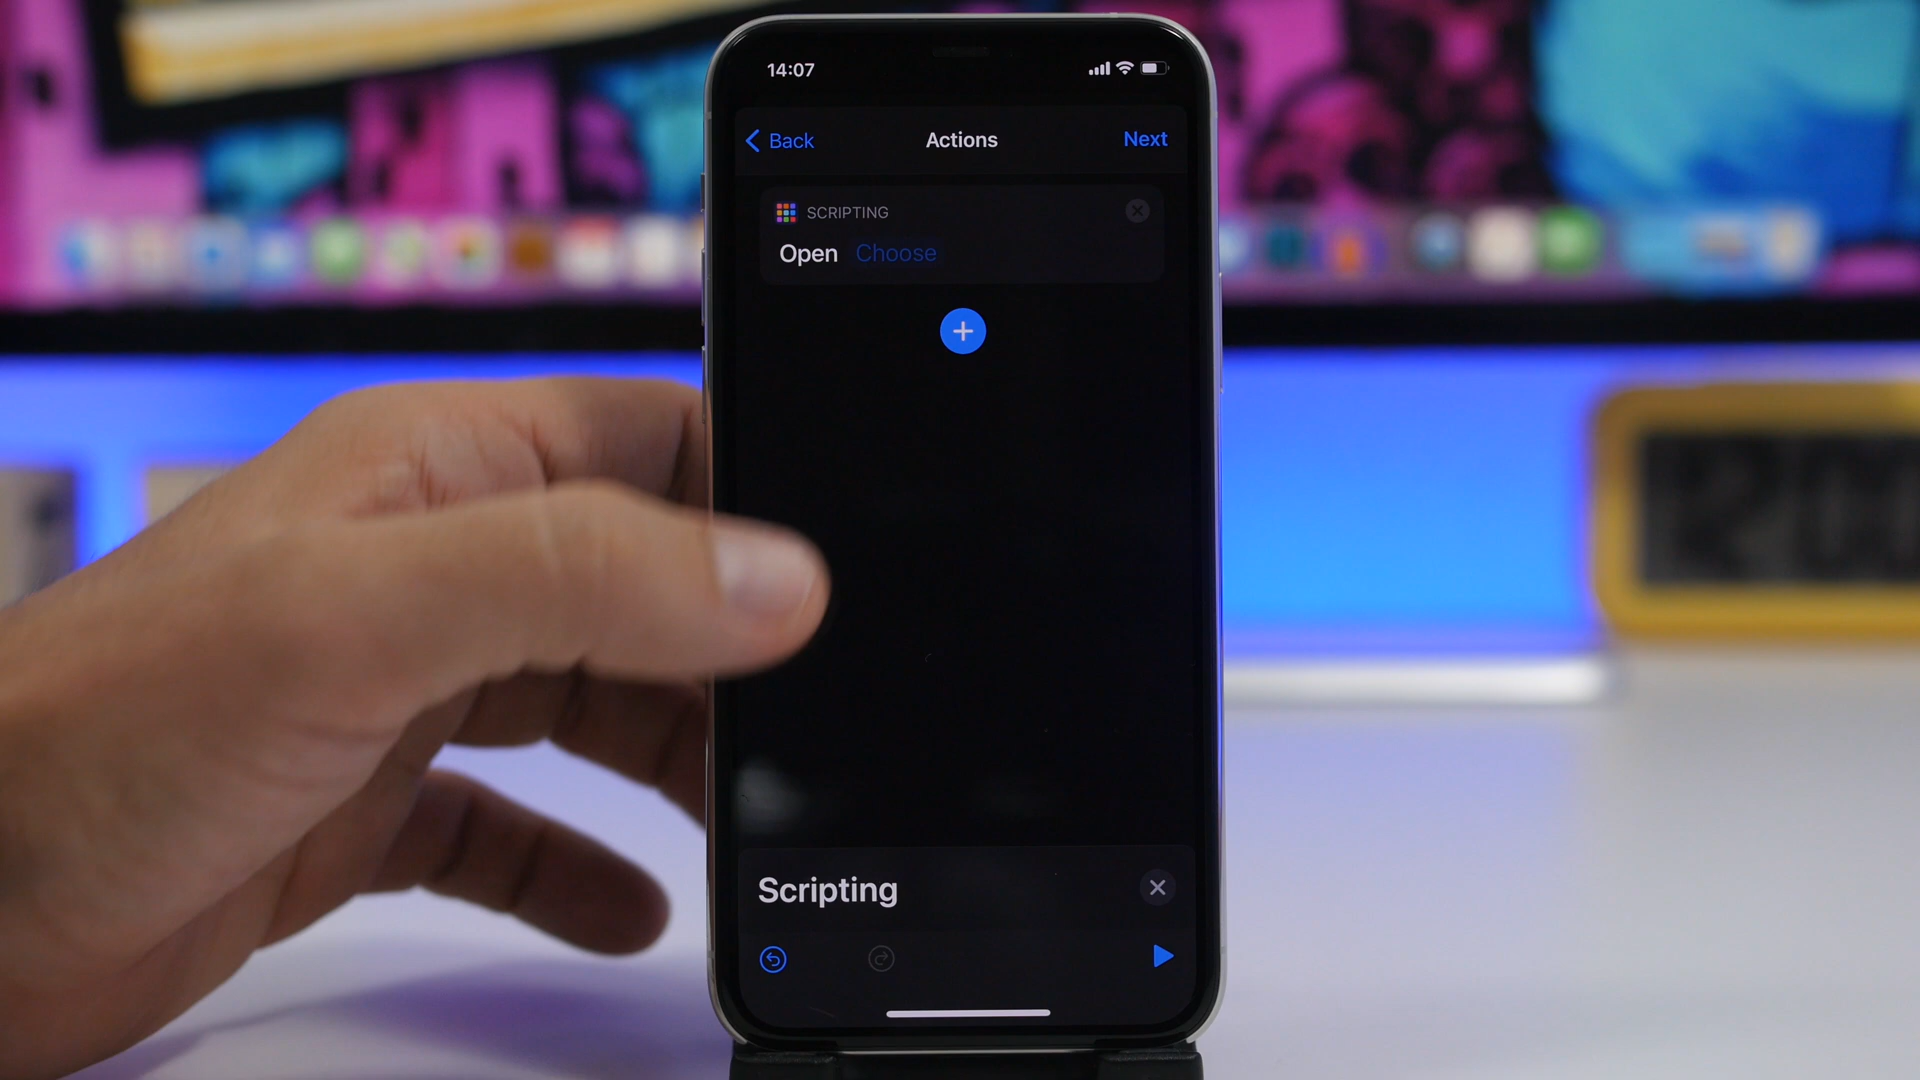 14:07
Back Actions Next
SCRIPTING
Open Choose
Scripting